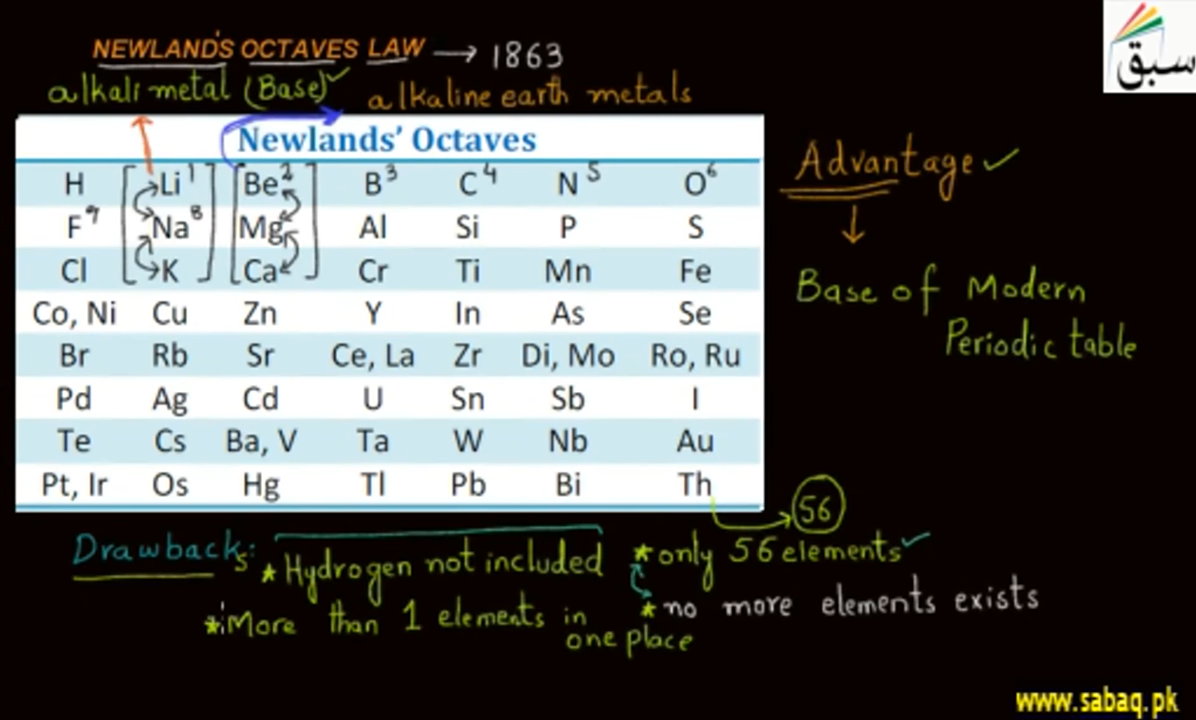 NEWLAND'S OCTAVES LAW → 1863
سبق
alkali metal (Base) ✓ alkaline earth metals
Newlands' Octaves
H Li¹ Be² B³ C⁴ N⁵ O⁶
F⁹ Na⁸ Mg Al Si P S
Cl K Ca Cr Ti Mn Fe
Co, Ni Cu Zn Y In As Se
Br Rb Sr Ce, La Zr Di, Mo Ro, Ru
Pd Ag Cd U Sn Sb I
Te Cs Ba, V Ta W Nb Au
Pt, Ir Os Hg Tl Pb Bi Th
Advantage ✓
Base of Modern
Periodic table
56
Drawbacks: * Hydrogen not included * only 56 elements ✓
* More than 1 elements in one place
* no more elements exists
www.sabaq.pk